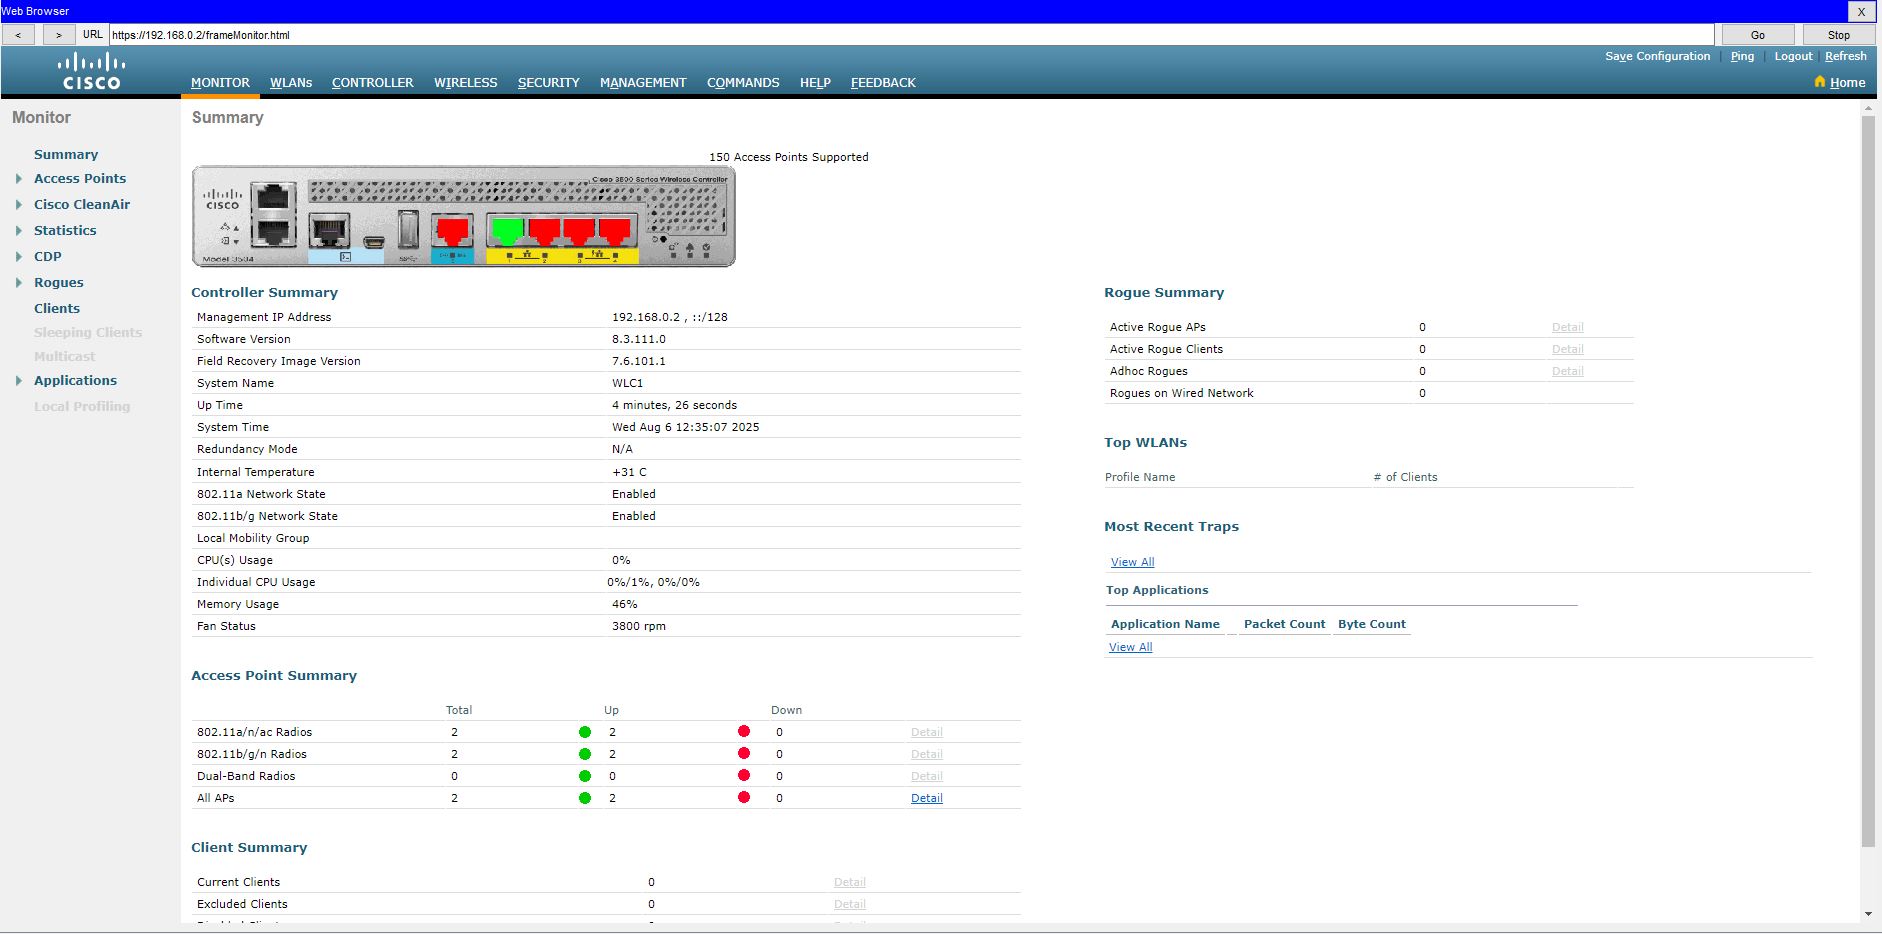 Web Browser
X
< > URL https://192.168.0.2/frameMonitor.html Go Stop
Save Configuration | Ping | Logout | Refresh
CISCO
MONITOR WLANs CONTROLLER WIRELESS SECURITY MANAGEMENT COMMANDS HELP FEEDBACK
Home
Monitor
Summary
Access Points
Cisco CleanAir
Statistics
CDP
Rogues
Clients
Sleeping Clients
Multicast
Applications
Local Profiling
Summary
150 Access Points Supported
Cisco 3500 Series Wireless Controller
CISCO
Model 3504
Controller Summary
Management IP Address 192.168.0.2 , ::/128
Software Version 8.3.111.0
Field Recovery Image Version 7.6.101.1
System Name WLC1
Up Time 4 minutes, 26 seconds
System Time Wed Aug 6 12:35:07 2025
Redundancy Mode N/A
Internal Temperature +31 C
802.11a Network State Enabled
802.11b/g Network State Enabled
Local Mobility Group
CPU(s) Usage 0%
Individual CPU Usage 0%/1%, 0%/0%
Memory Usage 46%
Fan Status 3800 rpm
Access Point Summary
Total Up Down
802.11a/n/ac Radios 2 2 0 Detail
802.11b/g/n Radios 2 2 0 Detail
Dual-Band Radios 0 0 0 Detail
All APs 2 2 0 Detail
Client Summary
Current Clients 0 Detail
Excluded Clients 0 Detail
Rogue Summary
Active Rogue APs 0 Detail
Active Rogue Clients 0 Detail
Adhoc Rogues 0 Detail
Rogues on Wired Network 0
Top WLANs
Profile Name # of Clients
Most Recent Traps
View All
Top Applications
Application Name Packet Count Byte Count
View All